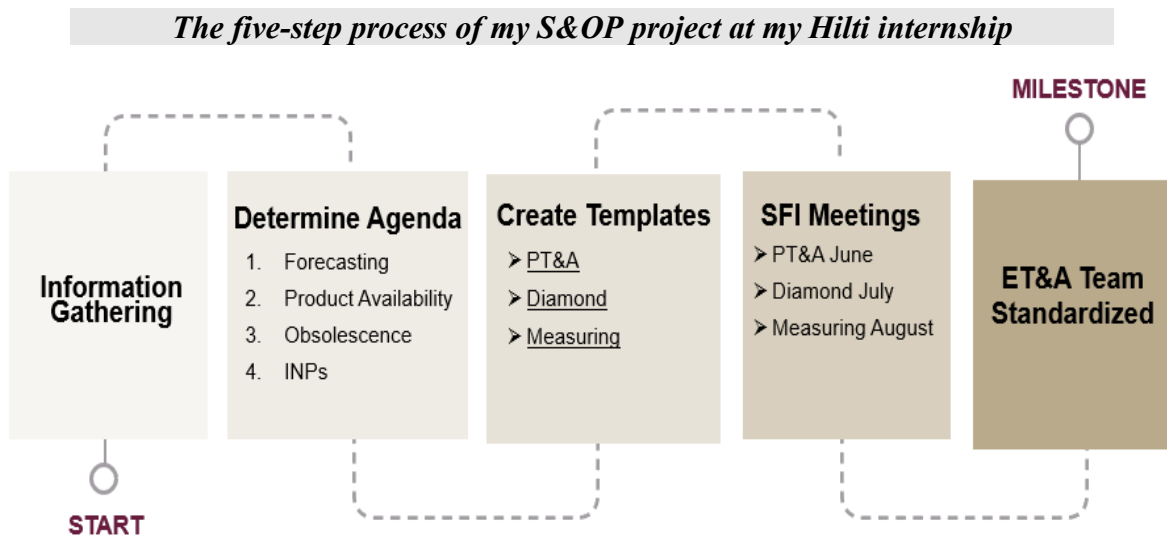 The five-step process of my S&OP project at my Hilti internship
MILESTONE
Information
Gathering
START
Determine Agenda
1. Forecasting
2. Product Availability
3. Obsolescence
4. INPs
Create Templates
➢ PT&A
➢ Diamond
➢ Measuring
SFI Meetings
➢ PT&A June
➢ Diamond July
➢ Measuring August
ET&A Team
Standardized